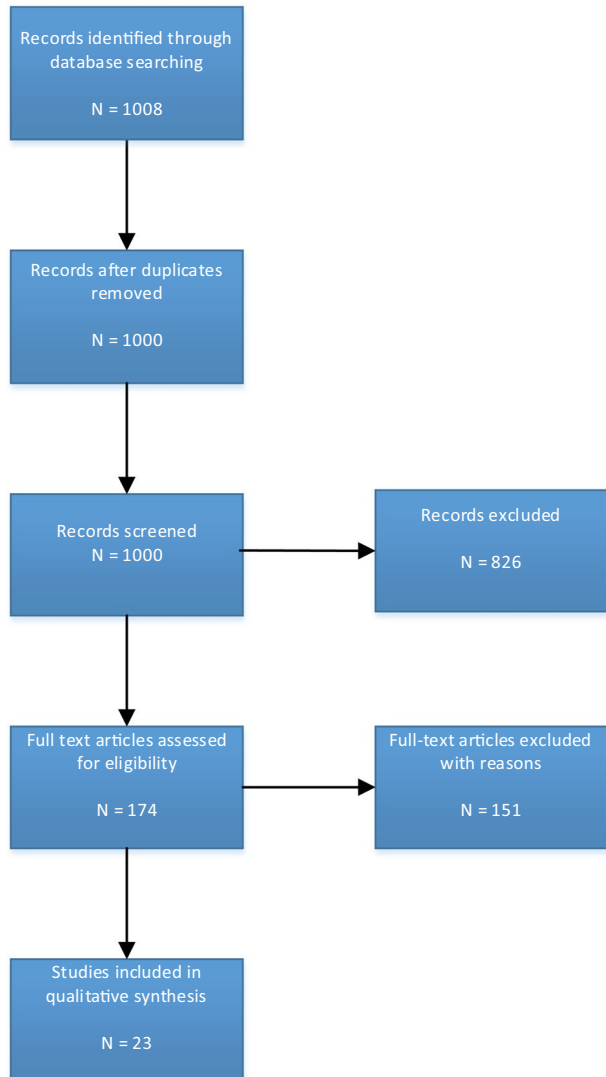 Records identified through
database searching
N = 1008
Records after duplicates
removed
N = 1000
Records screened
N = 1000
Records excluded
N = 826
Full text articles assessed
for eligibility
N = 174
Full-text articles excluded
with reasons
N = 151
Studies included in
qualitative synthesis
N = 23